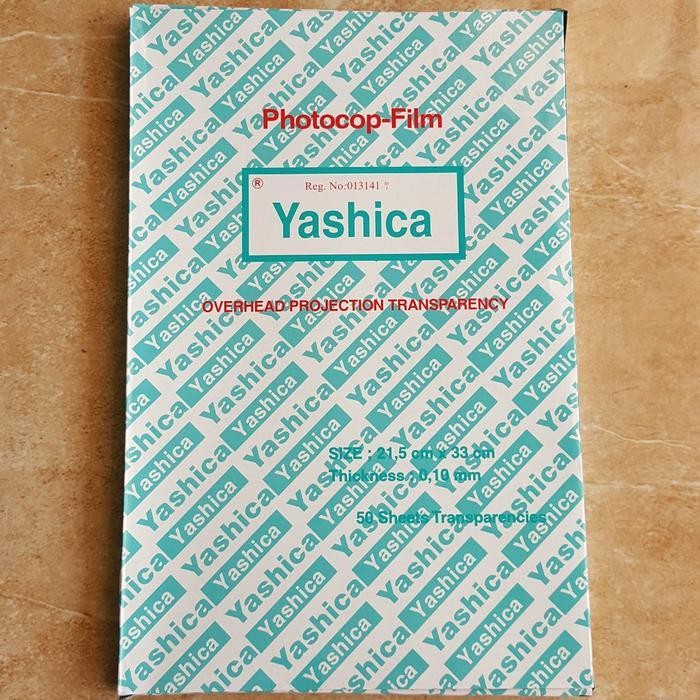 Photocop-Film
® Reg. No:013141
Yashica
OVERHEAD PROJECTION TRANSPARENCY
SIZE : 21,5 cm x 33 cm
Thickness : 0,10 mm
50 Sheets Transparencies